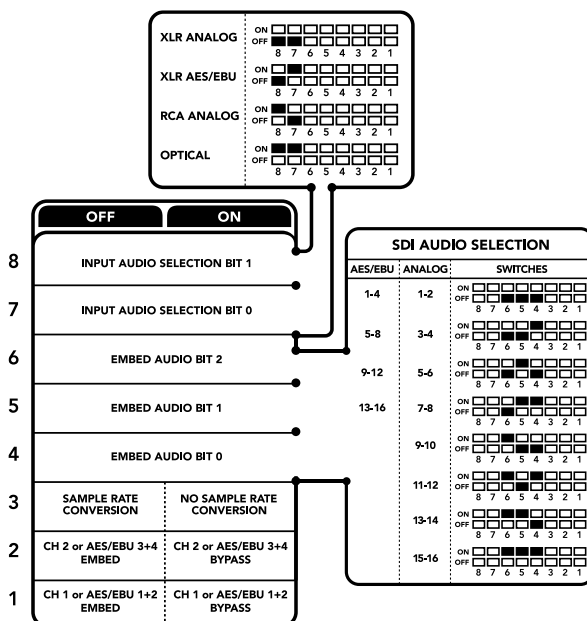 XLR ANALOG
ON
OFF
8 7 6 5 4 3 2 1
XLR AES/EBU
ON
OFF
8 7 6 5 4 3 2 1
RCA ANALOG
ON
OFF
8 7 6 5 4 3 2 1
OPTICAL
ON
OFF
8 7 6 5 4 3 2 1
OFF ON
8 INPUT AUDIO SELECTION BIT 1
7 INPUT AUDIO SELECTION BIT 0
6 EMBED AUDIO BIT 2
5 EMBED AUDIO BIT 1
4 EMBED AUDIO BIT 0
3 SAMPLE RATE CONVERSION NO SAMPLE RATE CONVERSION
2 CH 2 or AES/EBU 3+4 EMBED CH 2 or AES/EBU 3+4 BYPASS
1 CH 1 or AES/EBU 1+2 EMBED CH 1 or AES/EBU 1+2 BYPASS
SDI AUDIO SELECTION
AES/EBU ANALOG SWITCHES
1-4 1-2
ON
OFF
8 7 6 5 4 3 2 1
5-8 3-4
ON
OFF
8 7 6 5 4 3 2 1
9-12 5-6
ON
OFF
8 7 6 5 4 3 2 1
13-16 7-8
ON
OFF
8 7 6 5 4 3 2 1
9-10
ON
OFF
8 7 6 5 4 3 2 1
11-12
ON
OFF
8 7 6 5 4 3 2 1
13-14
ON
OFF
8 7 6 5 4 3 2 1
15-16
ON
OFF
8 7 6 5 4 3 2 1